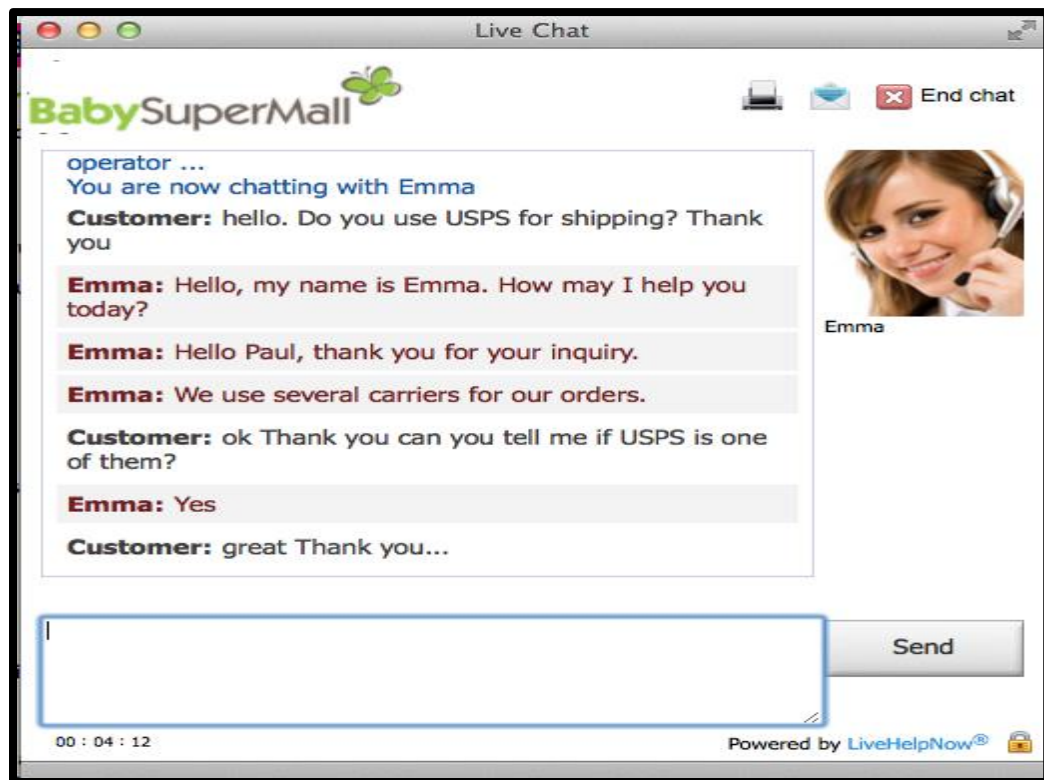 Live Chat
BabySuperMall
End chat
operator ...
You are now chatting with Emma
Customer: hello. Do you use USPS for shipping? Thank
you
Emma: Hello, my name is Emma. How may I help you
today?
Emma
Emma: Hello Paul, thank you for your inquiry.
Emma: We use several carriers for our orders.
Customer: ok Thank you can you tell me if USPS is one
of them?
Emma: Yes
Customer: great Thank you...
Send
00 : 04 : 12
Powered by LiveHelpNow®